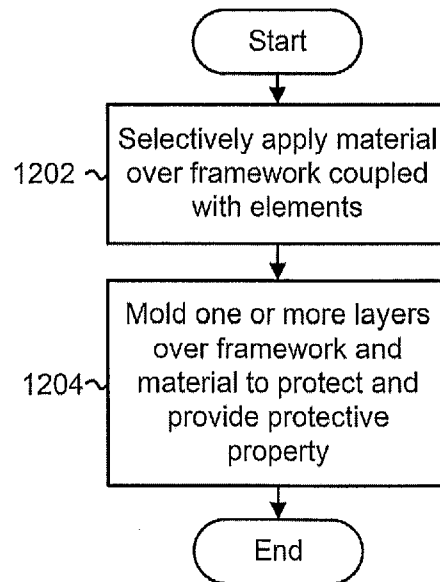 Start
1202
Selectively apply material
over framework coupled
with elements
1204
Mold one or more layers
over framework and
material to protect and
provide protective
property
End